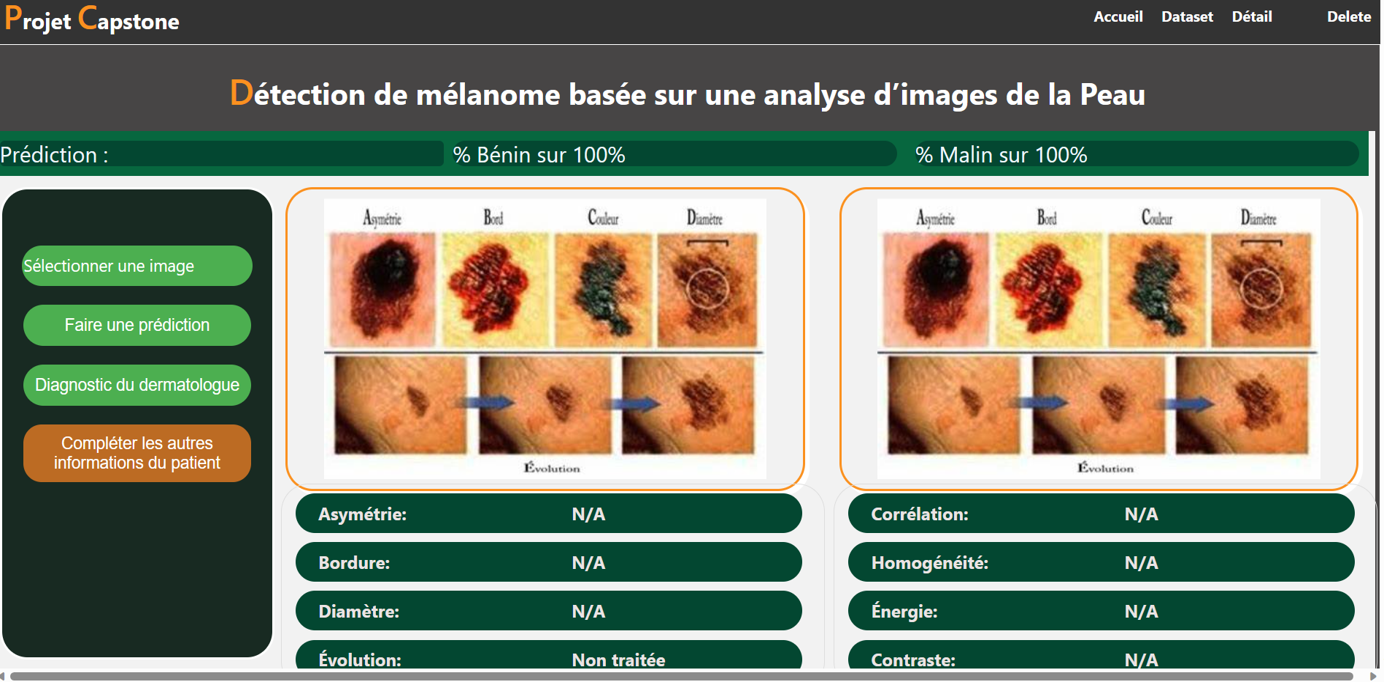 Projet Capstone
Accueil Dataset Détail Delete
Détection de mélanome basée sur une analyse d’images de la Peau
Prédiction : % Bénin sur 100% % Malin sur 100%
Sélectionner une image
Faire une prédiction
Diagnostic du dermatologue
Compléter les autres
informations du patient
Asymétrie Bord Couleur Diamètre
Évolution
Asymétrie Bord Couleur Diamètre
Évolution
Asymétrie: N/A
Bordure: N/A
Diamètre: N/A
Évolution: Non traitée
Corrélation: N/A
Homogénéité: N/A
Énergie: N/A
Contraste: N/A